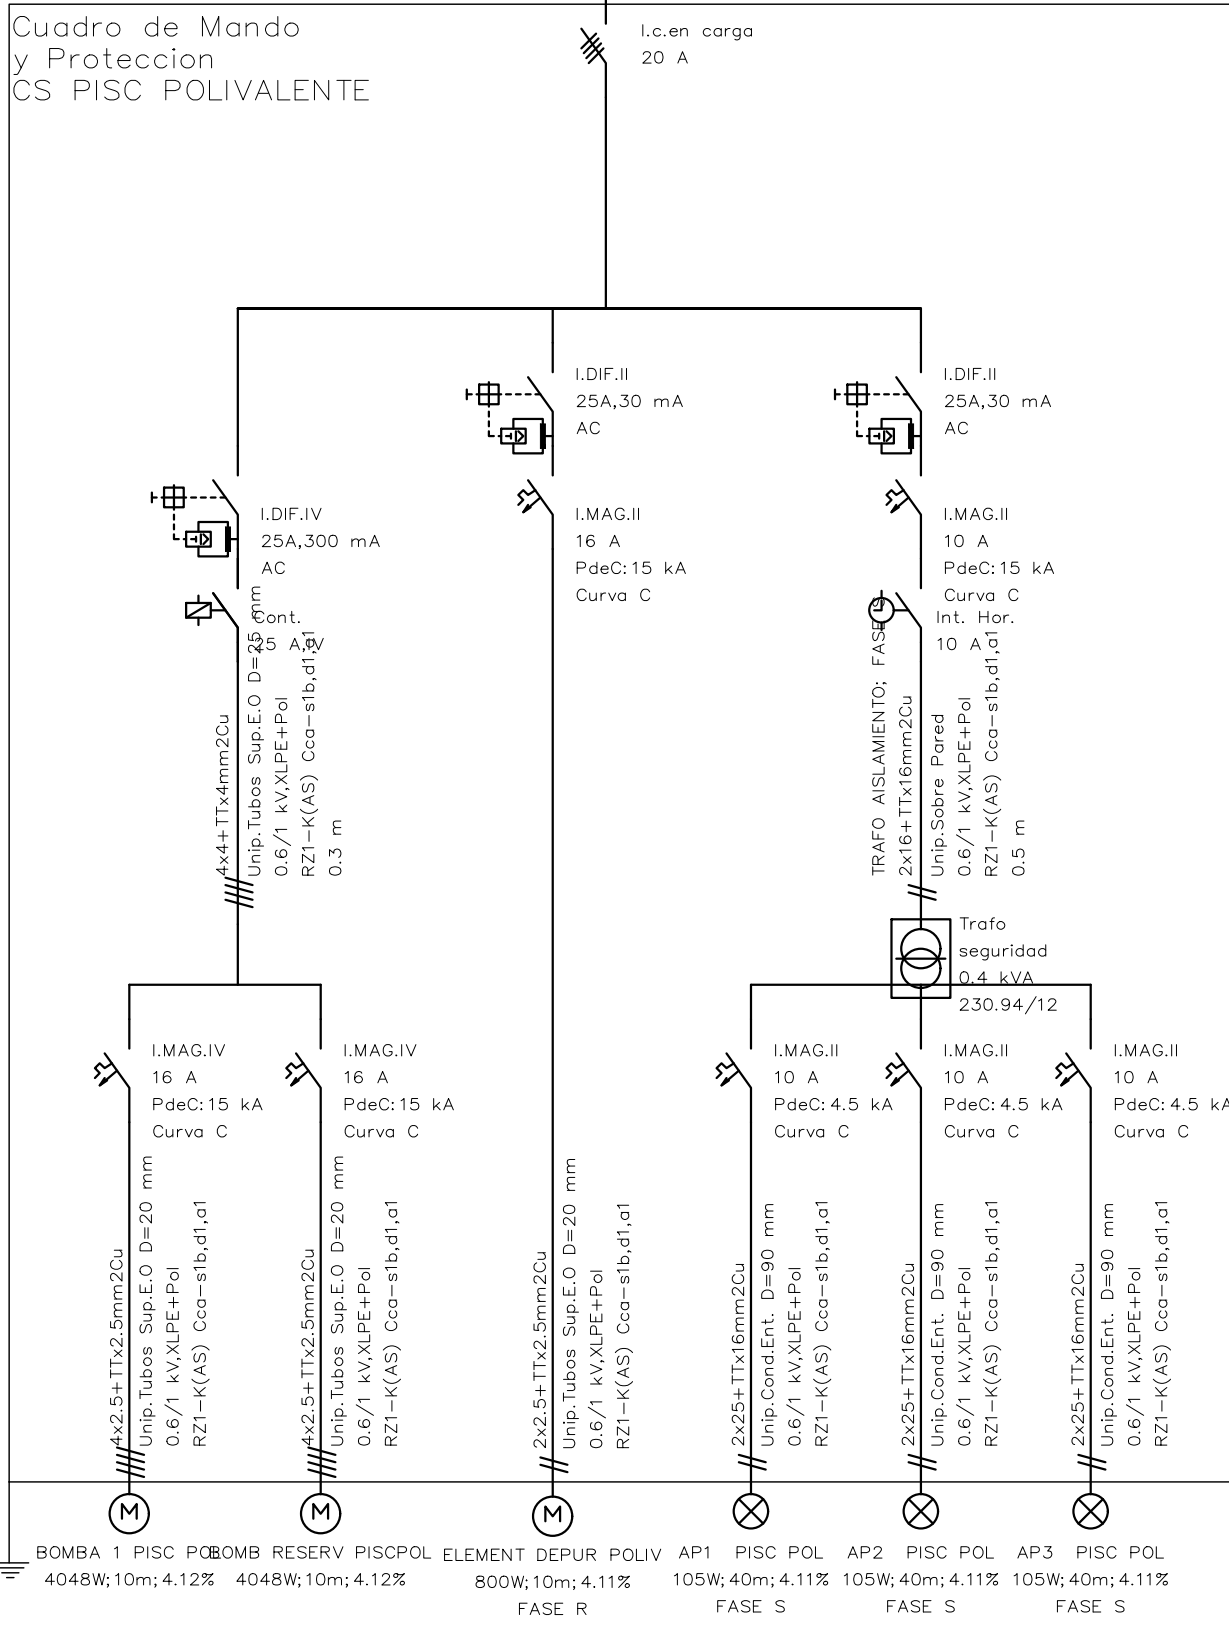 Cuadro de Mando
y Proteccion
CS PISC POLIVALENTE
I.c.en carga
20 A
I.DIF.IV
25A,300 mA
AC
Cont.
25 A,IV
4x4+TTx4mm2Cu
Unip.Tubos Sup.E.O D=25 mm
0.6/1 kV,XLPE+Pol
RZ1-K(AS) Cca-s1b,d1,a1
0.3 m
I.DIF.II
25A,30 mA
AC
I.MAG.II
16 A
PdeC:15 kA
Curva C
I.DIF.II
25A,30 mA
AC
I.MAG.II
10 A
PdeC:15 kA
Curva C
Int. Hor.
10 A
TRAFO AISLAMIENTO; FASE S
2x16+TTx16mm2Cu
Unip.Sobre Pared
0.6/1 kV,XLPE+Pol
RZ1-K(AS) Cca-s1b,d1,a1
0.5 m
Trafo
seguridad
0.4 kVA
230.94/12
I.MAG.IV
16 A
PdeC:15 kA
Curva C
I.MAG.IV
16 A
PdeC:15 kA
Curva C
I.MAG.II
10 A
PdeC:4.5 kA
Curva C
I.MAG.II
10 A
PdeC:4.5 kA
Curva C
I.MAG.II
10 A
PdeC:4.5 kA
Curva C
4x2.5+TTx2.5mm2Cu
Unip.Tubos Sup.E.O D=20 mm
0.6/1 kV,XLPE+Pol
RZ1-K(AS) Cca-s1b,d1,a1
4x2.5+TTx2.5mm2Cu
Unip.Tubos Sup.E.O D=20 mm
0.6/1 kV,XLPE+Pol
RZ1-K(AS) Cca-s1b,d1,a1
2x2.5+TTx2.5mm2Cu
Unip.Tubos Sup.E.O D=20 mm
0.6/1 kV,XLPE+Pol
RZ1-K(AS) Cca-s1b,d1,a1
2x25+TTx16mm2Cu
Unip.Cond.Ent. D=90 mm
0.6/1 kV,XLPE+Pol
RZ1-K(AS) Cca-s1b,d1,a1
2x25+TTx16mm2Cu
Unip.Cond.Ent. D=90 mm
0.6/1 kV,XLPE+Pol
RZ1-K(AS) Cca-s1b,d1,a1
2x25+TTx16mm2Cu
Unip.Cond.Ent. D=90 mm
0.6/1 kV,XLPE+Pol
RZ1-K(AS) Cca-s1b,d1,a1
M
M
M
BOMBA 1 PISC POL
4048W;10m;4.12%
BOMB RESERV PISCPOL
4048W;10m;4.12%
ELEMENT DEPUR POLIV
800W;10m;4.11%
FASE R
AP1 PISC POL
105W;40m;4.11%
FASE S
AP2 PISC POL
105W;40m;4.11%
FASE S
AP3 PISC POL
105W;40m;4.11%
FASE S